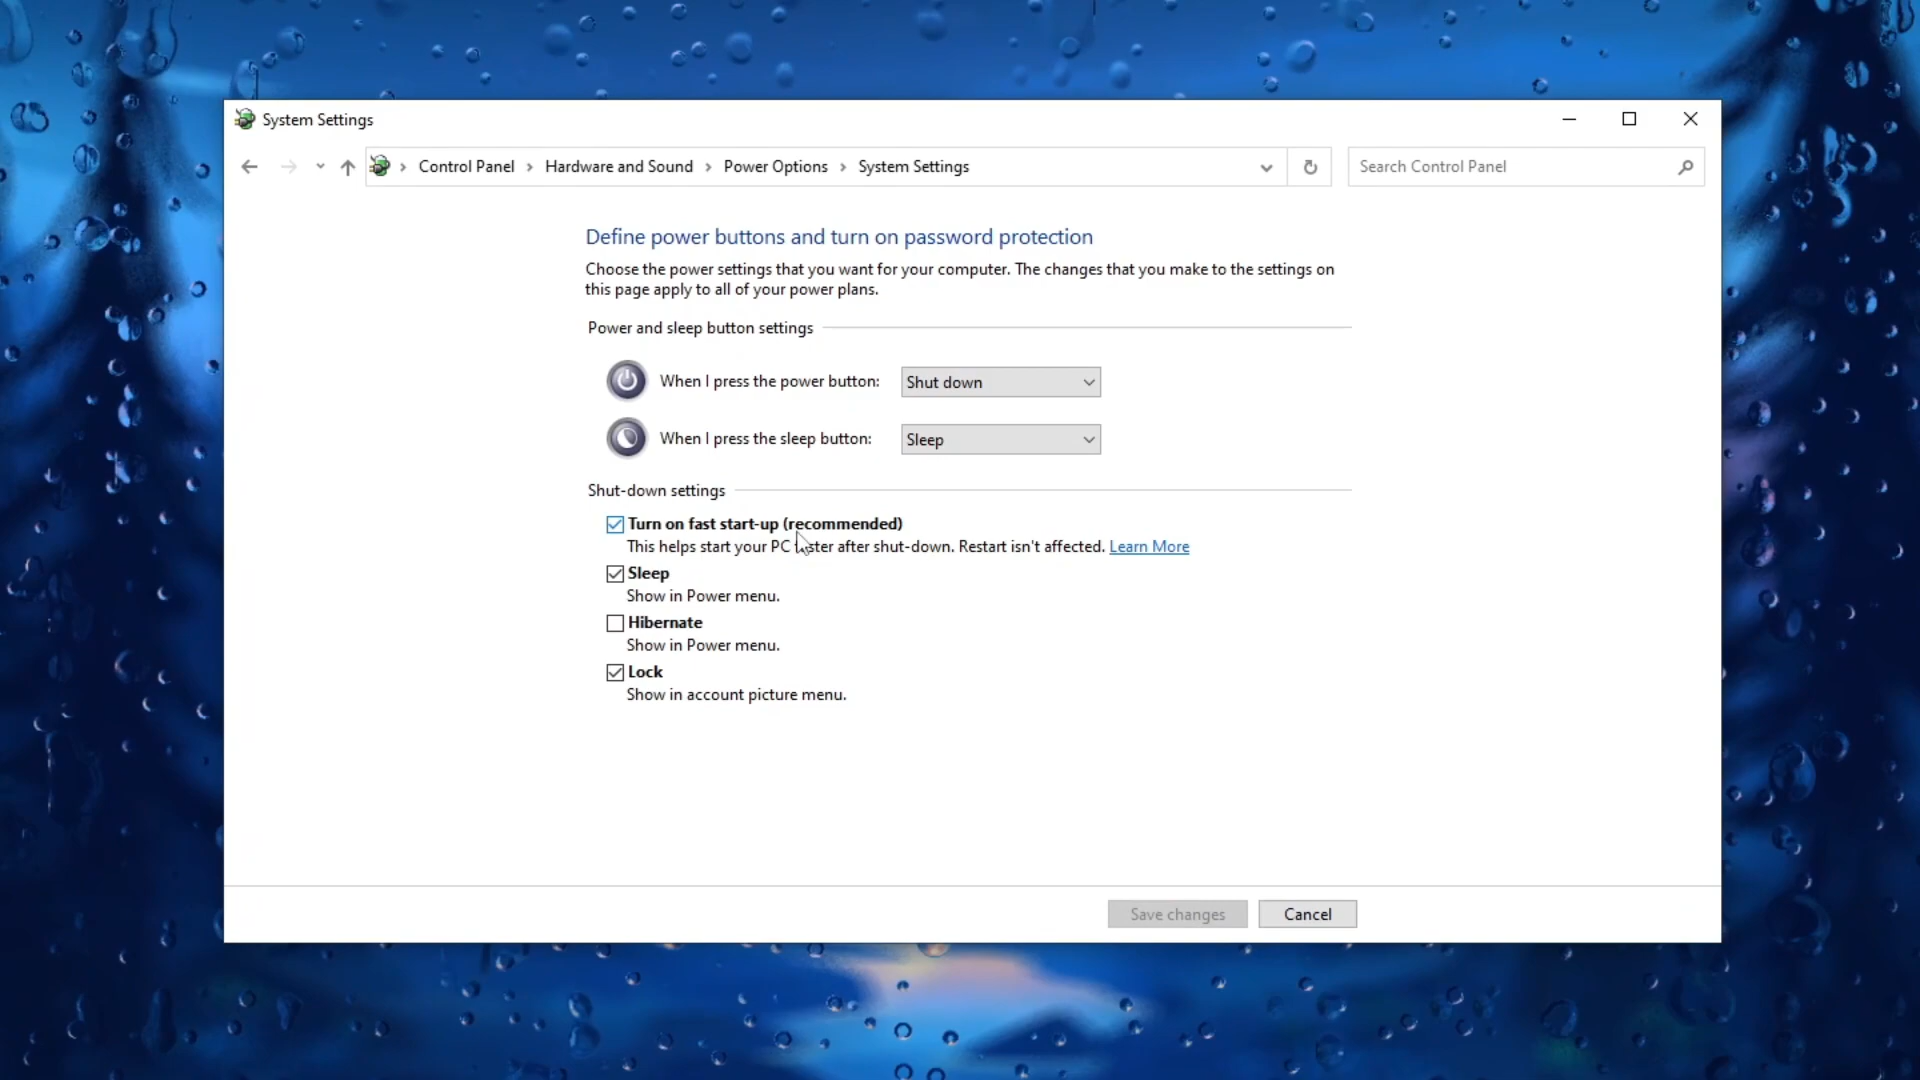 System Settings
Control Panel
Hardware and Sound
Power Options
System Settings
Search Control Panel
Define power buttons and turn on password protection
Choose the power settings that you want for your computer. The changes that you make to the settings on
this page apply to all of your power plans.
Power and sleep button settings
When I press the power button:
Shut down
When I press the sleep button:
Sleep
Shut-down settings
Turn on fast start-up (recommended)
This helps start your PC faster after shut-down. Restart isn't affected. Learn More
Sleep
Show in Power menu.
Hibernate
Show in Power menu.
Lock
Show in account picture menu.
Save changes
Cancel